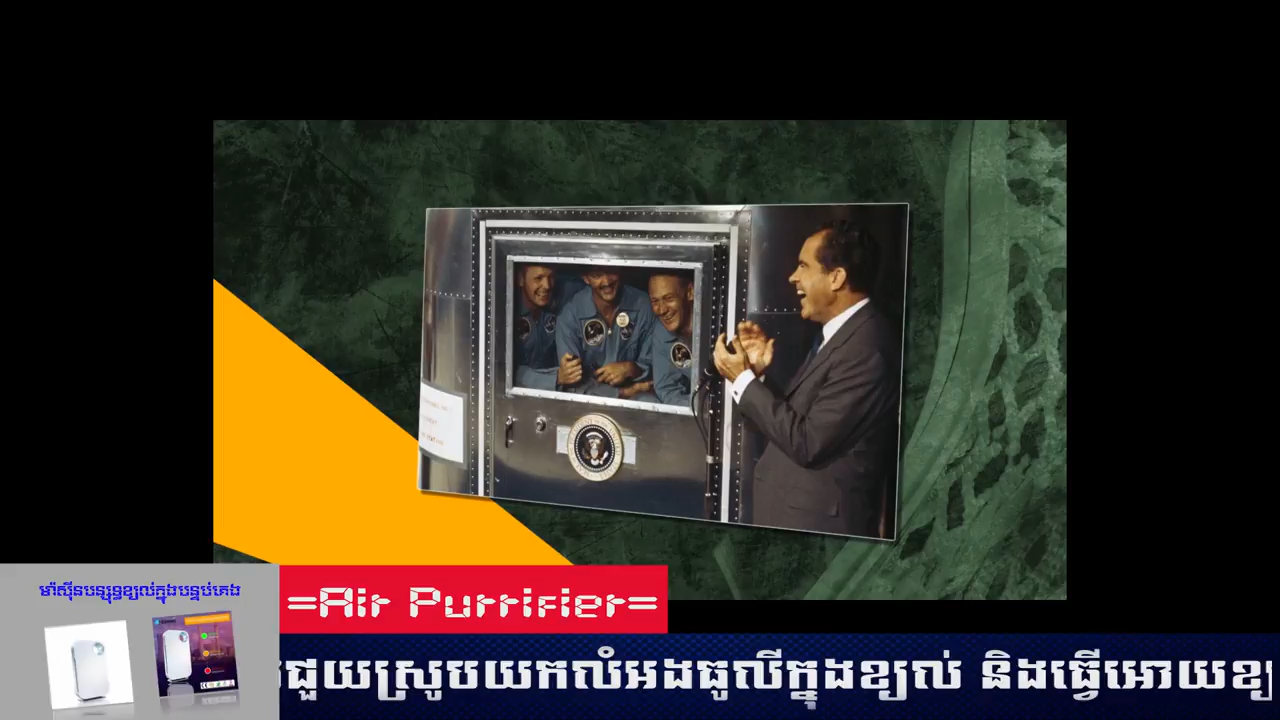 ម៉ាស៊ីនបន្សុទ្ធខ្យល់ក្នុងបន្ទប់គេង
=Air Purrifier=
ជួយស្រូបយកលំអងធូលីក្នុងខ្យល់ និងធ្វើអោយខ្យ